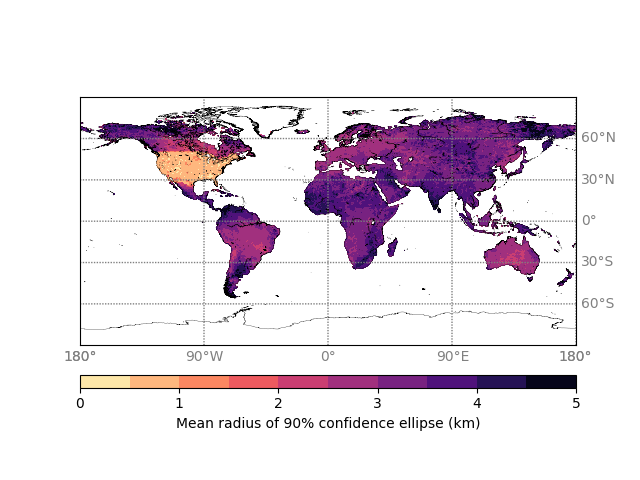 60°N
30°N
0°
30°S
60°S
180° 90°W 0° 90°E 180°
0 1 2 3 4 5
Mean radius of 90% confidence ellipse (km)